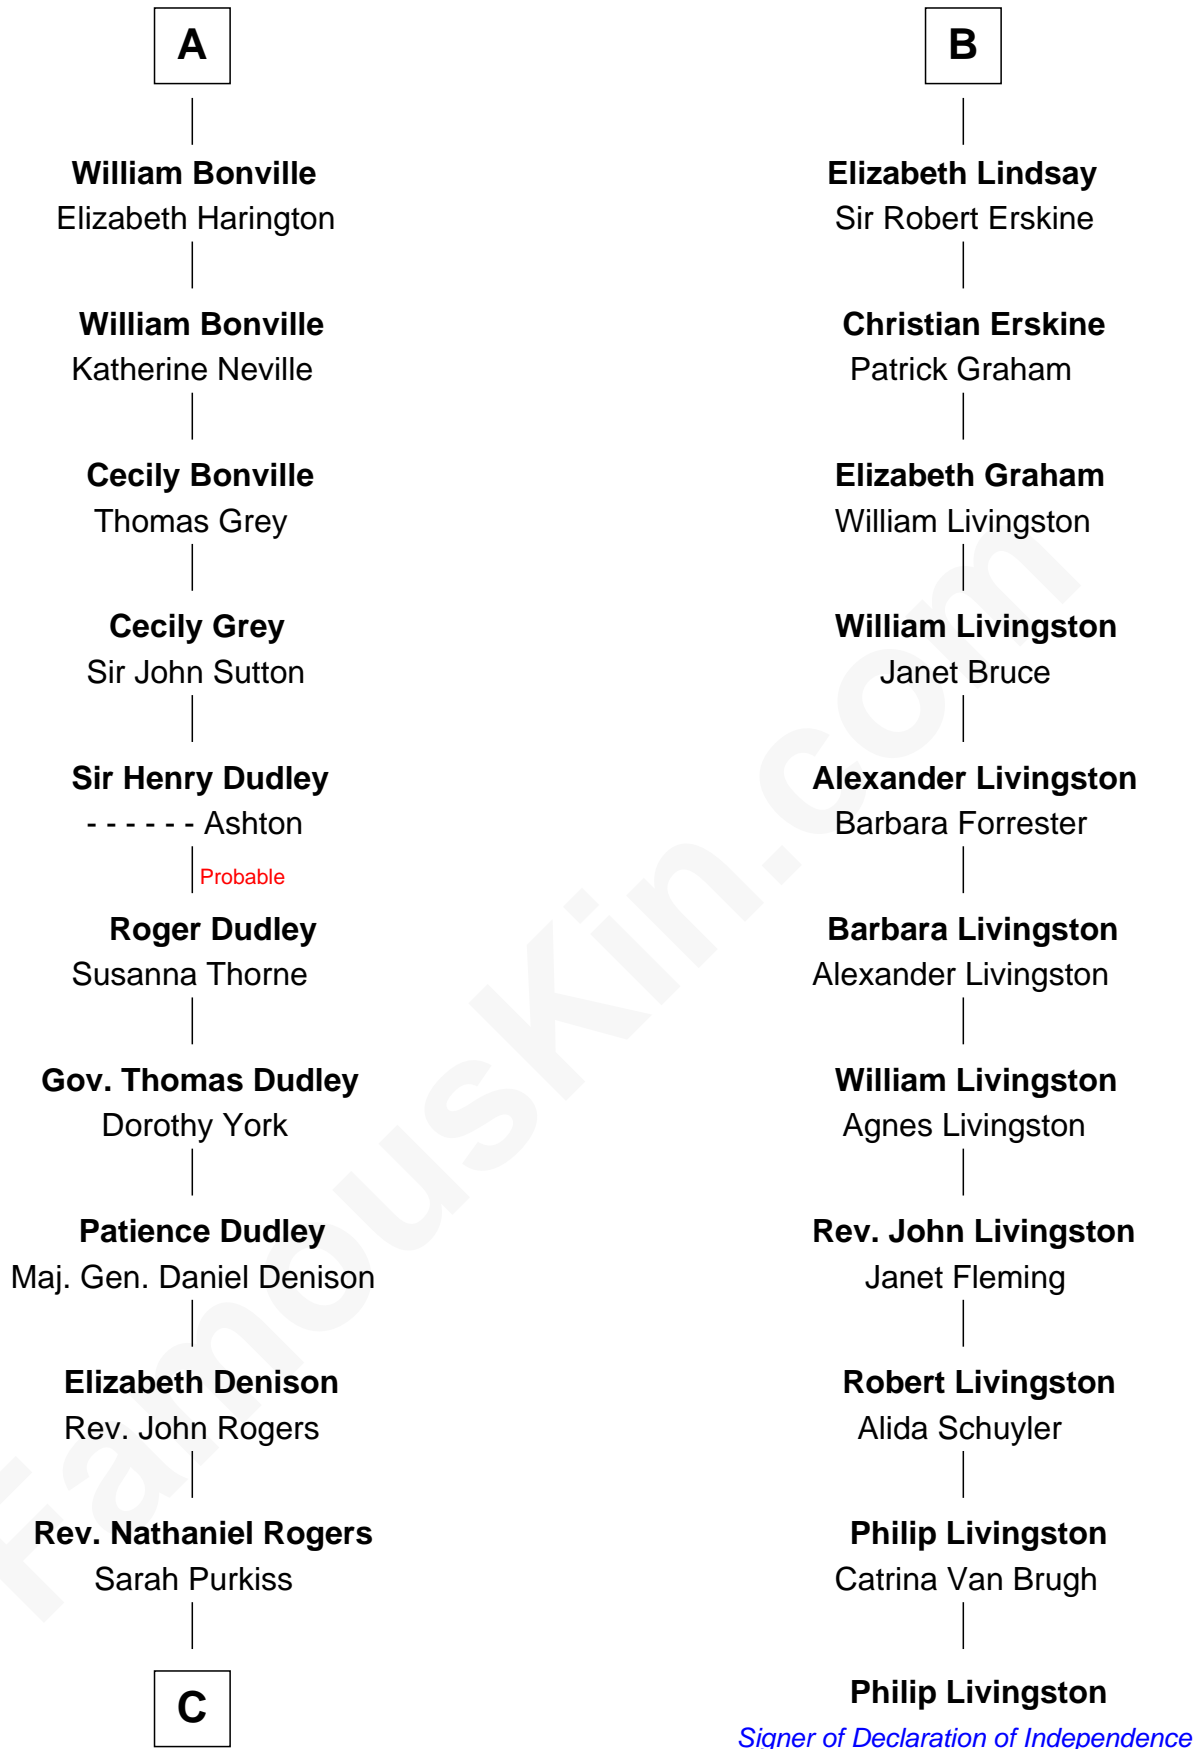 A
William Bonville
Elizabeth Harington
William Bonville
Katherine Neville
Cecily Bonville
Thomas Grey
Cecily Grey
Sir John Sutton
Sir Henry Dudley
- - - - - - Ashton
Probable
Roger Dudley
Susanna Thorne
Gov. Thomas Dudley
Dorothy York
Patience Dudley
Maj. Gen. Daniel Denison
Elizabeth Denison
Rev. John Rogers
Rev. Nathaniel Rogers
Sarah Purkiss
C
B
Elizabeth Lindsay
Sir Robert Erskine
Christian Erskine
Patrick Graham
Elizabeth Graham
William Livingston
William Livingston
Janet Bruce
Alexander Livingston
Barbara Forrester
Barbara Livingston
Alexander Livingston
William Livingston
Agnes Livingston
Rev. John Livingston
Janet Fleming
Robert Livingston
Alida Schuyler
Philip Livingston
Catrina Van Brugh
Philip Livingston
Signer of Declaration of Independence
FamousKin.com